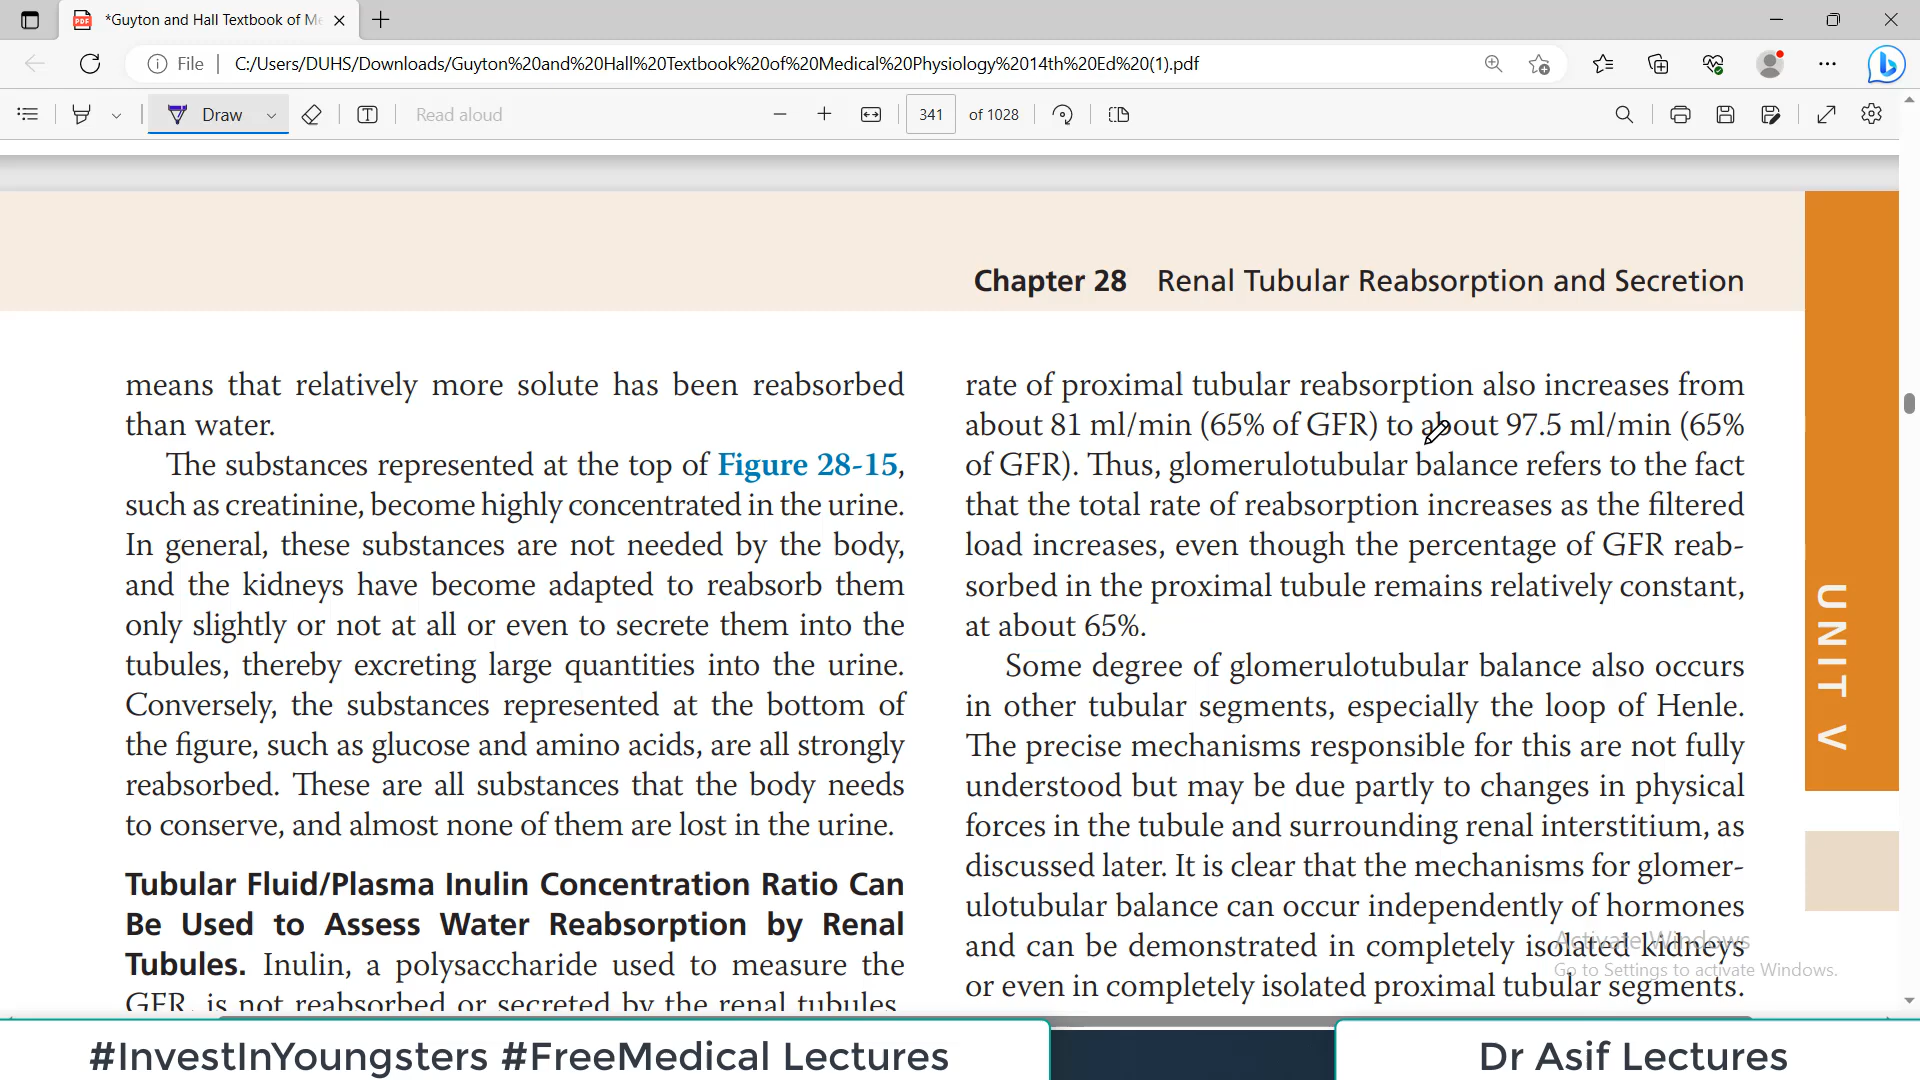 *Guyton and Hall Textbook of Me
File
C:/Users/DUHS/Downloads/Guyton%20and%20Hall%20Textbook%20of%20Medical%20Physiology%2014th%20Ed%20(1).pdf
Draw
Read aloud
341 of 1028
Chapter 28 Renal Tubular Reabsorption and Secretion
means that relatively more solute has been reabsorbed
than water.
The substances represented at the top of Figure 28-15,
such as creatinine, become highly concentrated in the urine.
In general, these substances are not needed by the body,
and the kidneys have become adapted to reabsorb them
only slightly or not at all or even to secrete them into the
tubules, thereby excreting large quantities into the urine.
Conversely, the substances represented at the bottom of
the figure, such as glucose and amino acids, are all strongly
reabsorbed. These are all substances that the body needs
to conserve, and almost none of them are lost in the urine.
Tubular Fluid/Plasma Inulin Concentration Ratio Can
Be Used to Assess Water Reabsorption by Renal
Tubules. Inulin, a polysaccharide used to measure the
GFR, is not reabsorbed or secreted by the renal tubules.
rate of proximal tubular reabsorption also increases from
about 81 ml/min (65% of GFR) to about 97.5 ml/min (65%
of GFR). Thus, glomerulotubular balance refers to the fact
that the total rate of reabsorption increases as the filtered
load increases, even though the percentage of GFR reab-
sorbed in the proximal tubule remains relatively constant,
at about 65%.
Some degree of glomerulotubular balance also occurs
in other tubular segments, especially the loop of Henle.
The precise mechanisms responsible for this are not fully
understood but may be due partly to changes in physical
forces in the tubule and surrounding renal interstitium, as
discussed later. It is clear that the mechanisms for glomer-
ulotubular balance can occur independently of hormones
and can be demonstrated in completely isolated kidneys
or even in completely isolated proximal tubular segments.
UNIT V
Activate Windows
Go to Settings to activate Windows.
#InvestInYoungsters #FreeMedical Lectures
Dr Asif Lectures